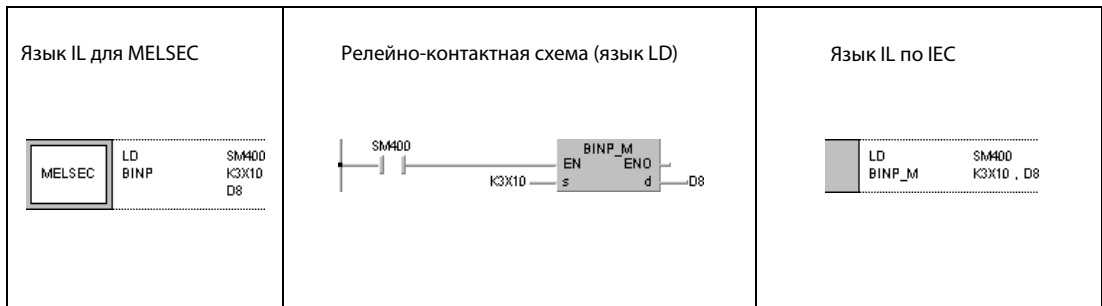 Язык IL для MELSEC
MELSEC
LD SM400
BINP K3X10
D8
Релейно-контактная схема (язык LD)
SM400
BINP_M
EN ENO
K3X10 s d D8
Язык IL по IEC
LD SM400
BINP_M K3X10 , D8